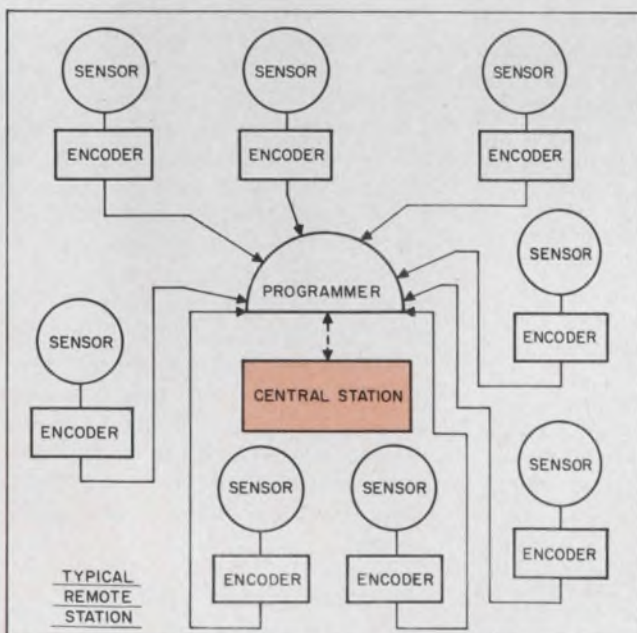 SENSOR
SENSOR
SENSOR
ENCODER
ENCODER
ENCODER
SENSOR
PROGRAMMER
SENSOR
ENCODER
CENTRAL STATION
ENCODER
SENSOR
SENSOR
SENSOR
ENCODER
ENCODER
ENCODER
TYPICAL
REMOTE
STATION